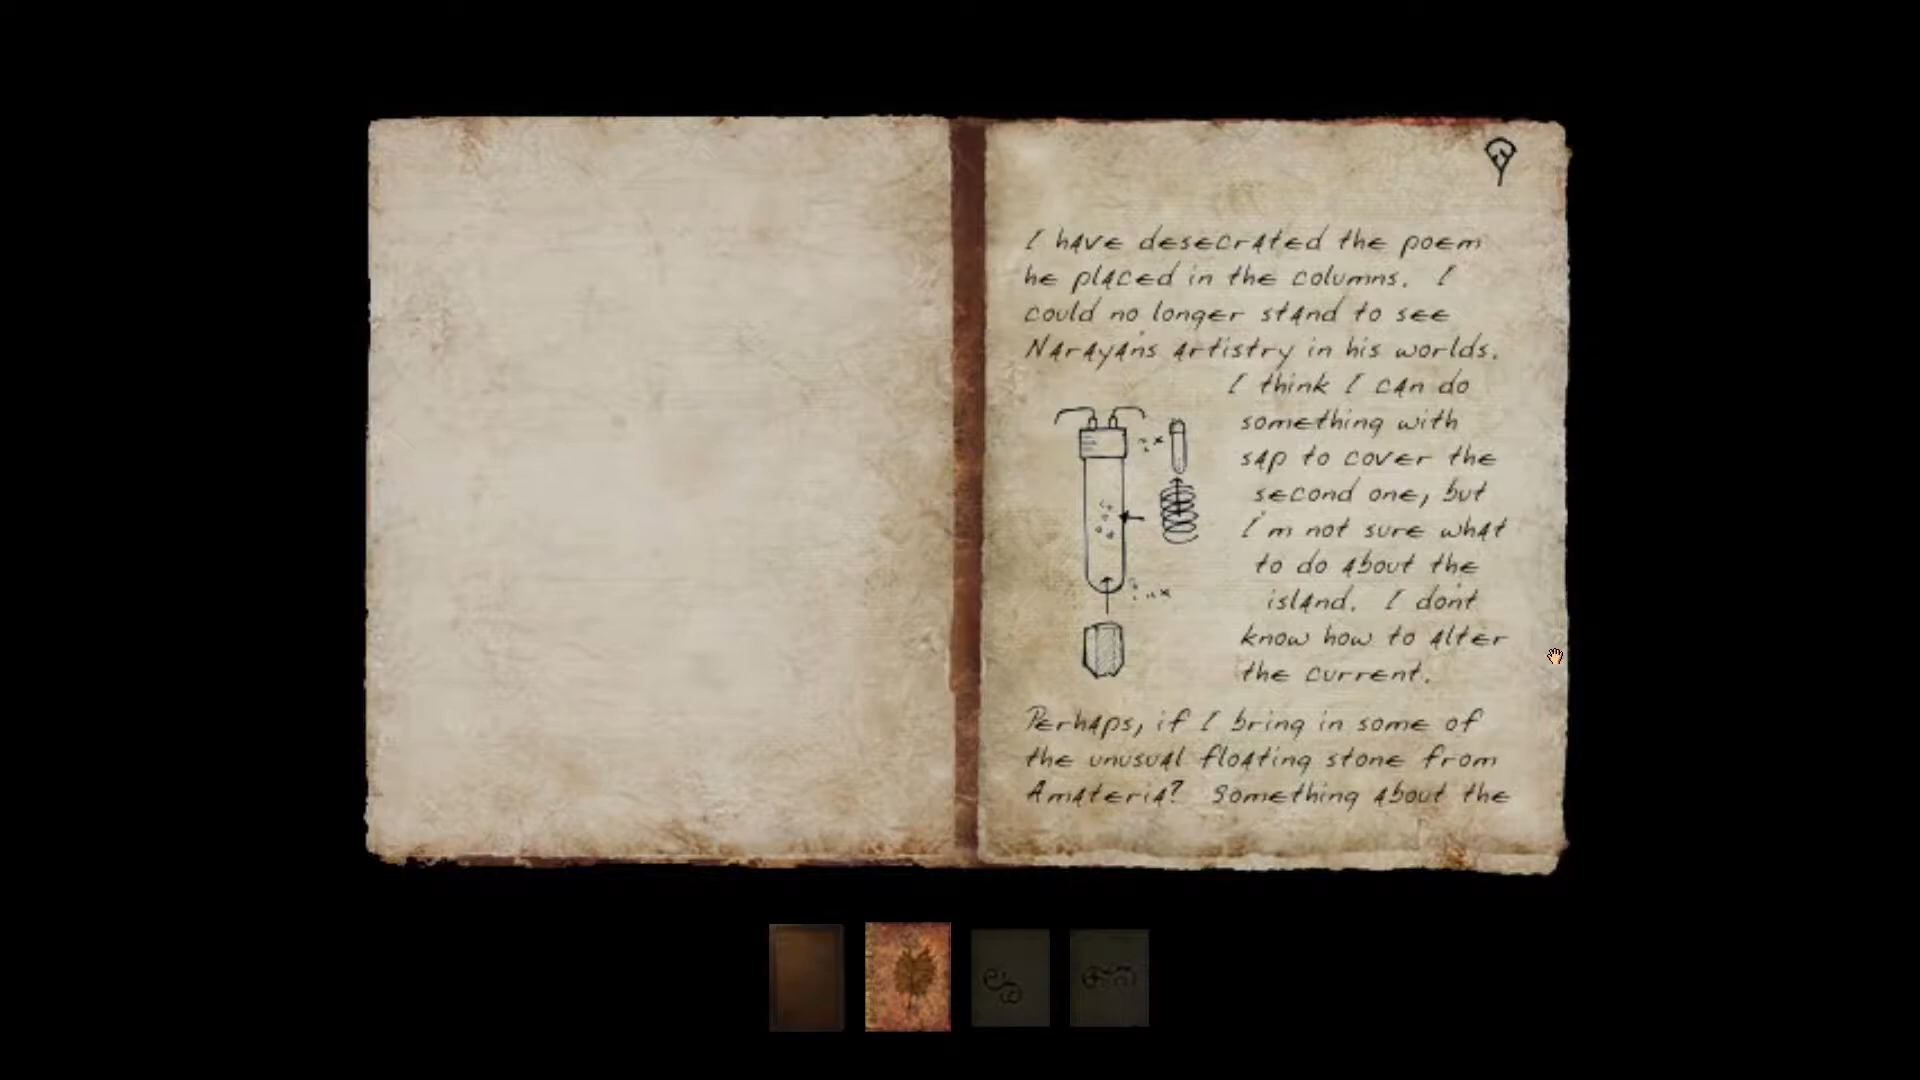 I have desecrated the poem
he placed in the columns. I
could no longer stand to see
Narayan's artistry in his worlds.
I think I can do
something with
sap to cover the
second one, but
I'm not sure what
to do about the
island. I don't
know how to alter
the current.
Perhaps, if I bring in some of
the unusual floating stone from
Amateria? Something about the